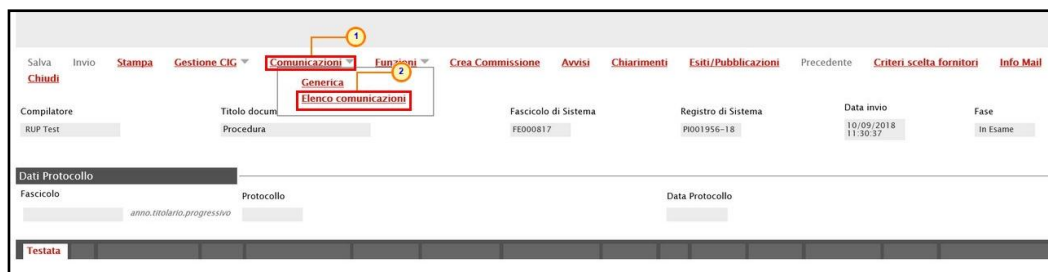 1
Salva Invio Stampa Gestione CIG Comunicazioni Funzioni Crea Commissione Avvisi Chiarimenti Esiti/Pubblicazioni Precedente Criteri scelta fornitori Info Mail
2
Chiudi
Generica
Elenco comunicazioni
Compilatore Titolo docum Fascicolo di Sistema Registro di Sistema Data invio Fase
RUP Test Procedura FE000817 PI001956-18 10/09/2018 In Esame
11:30:37
Dati Protocollo
Fascicolo Protocollo Data Protocollo
anno.titolario.progressivo
Testata